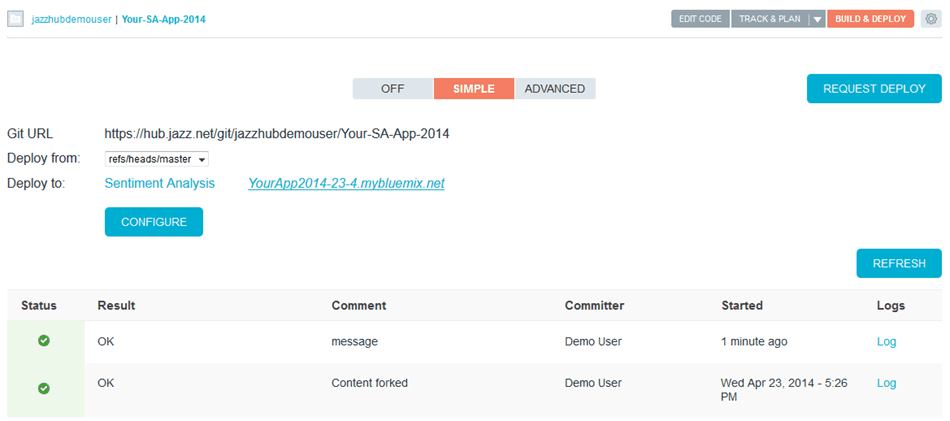 jazzhubdemouser | Your-SA-App-2014
EDIT CODE
TRACK & PLAN
BUILD & DEPLOY
OFF
SIMPLE
ADVANCED
REQUEST DEPLOY
Git URL https://hub.jazz.net/git/jazzhubdemouser/Your-SA-App-2014
Deploy from: refs/heads/master
Deploy to: Sentiment Analysis YourApp2014-23-4.mybluemix.net
CONFIGURE
REFRESH
Status Result Comment Committer Started Logs
OK message Demo User 1 minute ago Log
OK Content forked Demo User Wed Apr 23, 2014 - 5:26 Log
PM